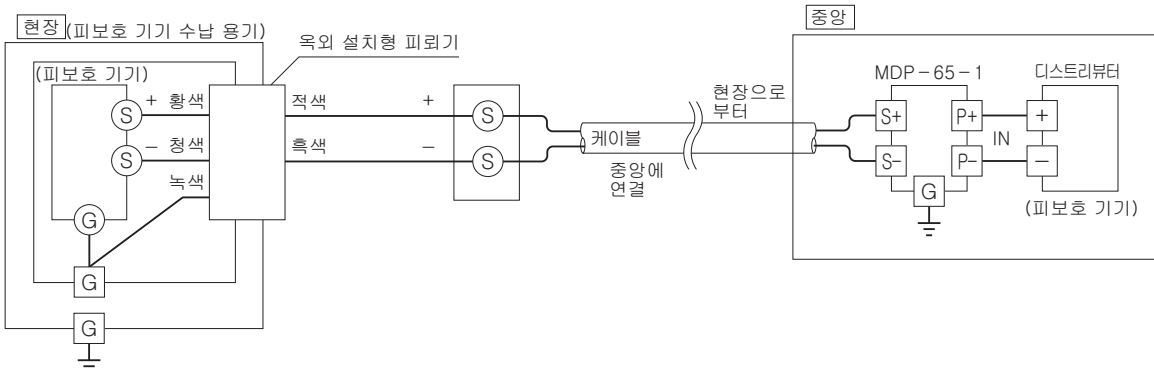 현장 (피보호 기기 수납 용기)
(피보호 기기)
옥외 설치형 피뢰기
S + 황색
적색 + S
S − 청색
흑색 − S
녹색
G
G
G
케이블
중앙에
연결
현장으로
부터
중앙
MDP−65−1
디스트리뷰터
S+ P+ +
IN
S- P- −
G
(피보호 기기)